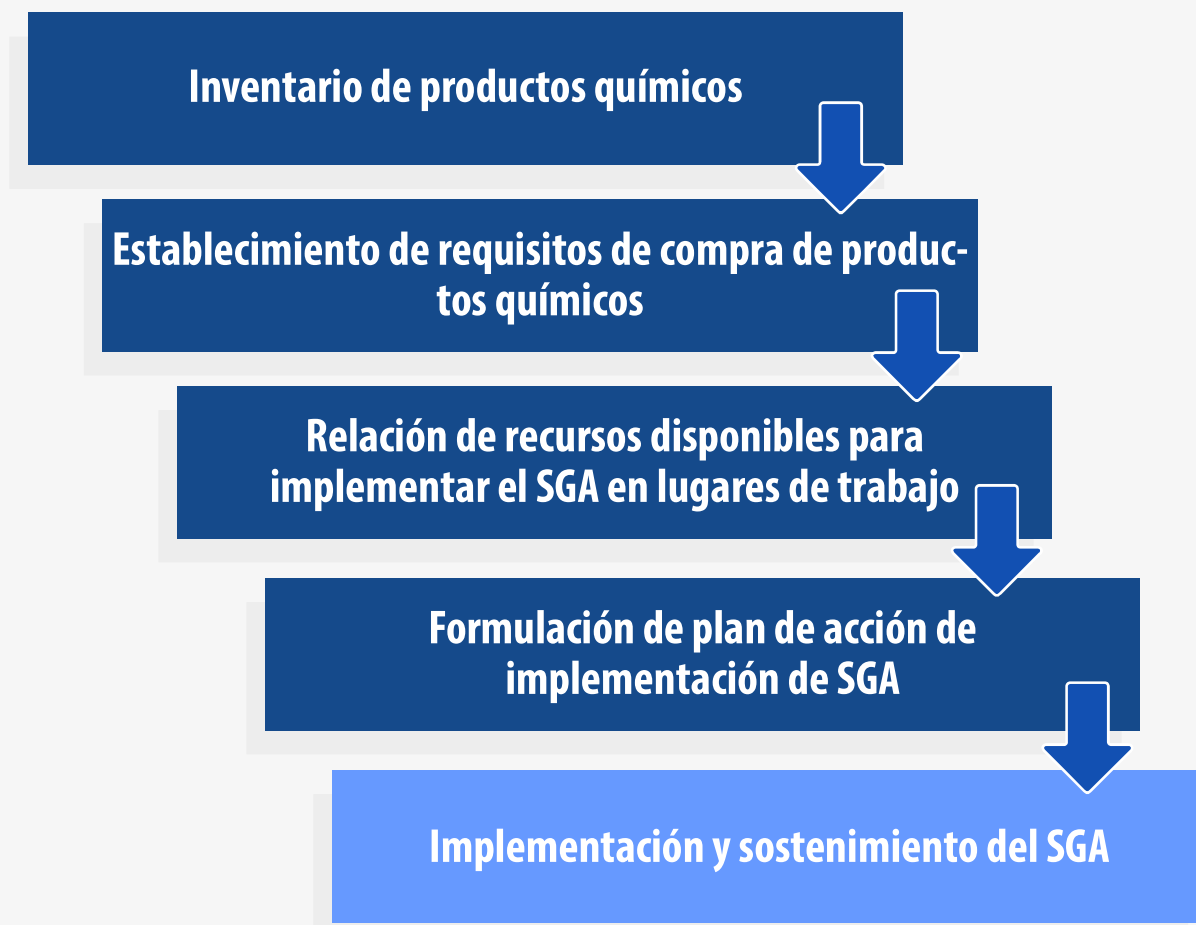 Inventario de productos químicos
Establecimiento de requisitos de compra de produc-
tos químicos
Relación de recursos disponibles para
implementar el SGA en lugares de trabajo
Formulación de plan de acción de
implementación de SGA
Implementación y sostenimiento del SGA